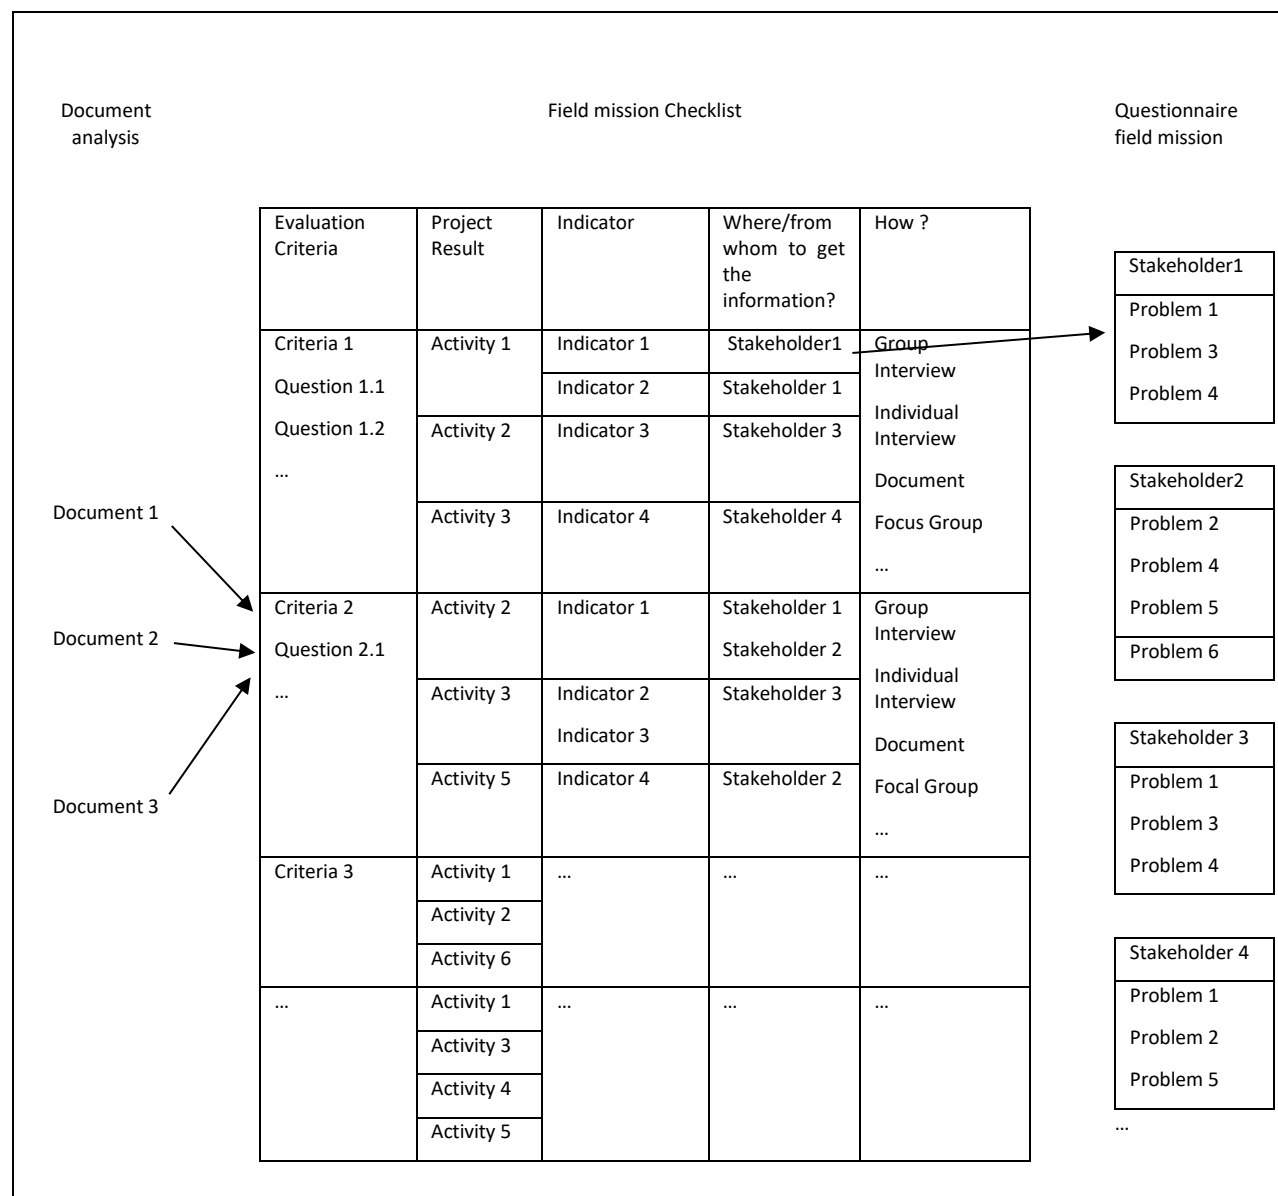 Document
analysis
Field mission Checklist
Questionnaire
field mission
Evaluation
Criteria
Project
Result
Indicator
Where/from
whom to get
the
information?
How ?
Criteria 1
Question 1.1
Question 1.2
...
Activity 1
Indicator 1
Stakeholder1
Indicator 2
Stakeholder 1
Activity 2
Indicator 3
Stakeholder 3
Activity 3
Indicator 4
Stakeholder 4
Group
Interview
Individual
Interview
Document
Focus Group
...
Document 1
Document 2
Document 3
Criteria 2
Question 2.1
...
Activity 2
Indicator 1
Stakeholder 1
Stakeholder 2
Activity 3
Indicator 2
Indicator 3
Stakeholder 3
Activity 5
Indicator 4
Stakeholder 2
Group
Interview
Individual
Interview
Document
Focal Group
...
Criteria 3
Activity 1
Activity 2
Activity 6
...
...
...
...
Activity 1
Activity 3
Activity 4
Activity 5
...
...
...
Stakeholder1
Problem 1
Problem 3
Problem 4
Stakeholder2
Problem 2
Problem 4
Problem 5
Problem 6
Stakeholder 3
Problem 1
Problem 3
Problem 4
Stakeholder 4
Problem 1
Problem 2
Problem 5
...